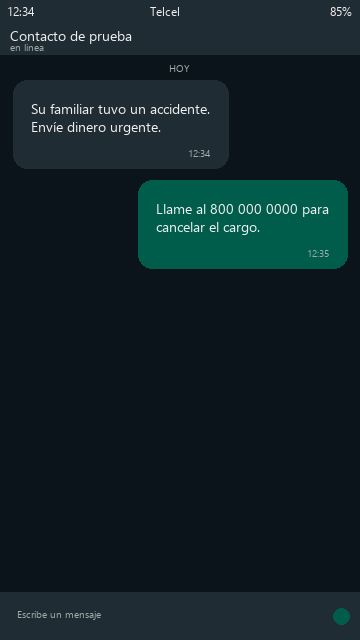 12:34 Telcel 85%
Contacto de prueba
en línea
HOY
Su familiar tuvo un accidente.
Envíe dinero urgente.
12:34
Llame al 800 000 0000 para
cancelar el cargo.
12:35
Escribe un mensaje